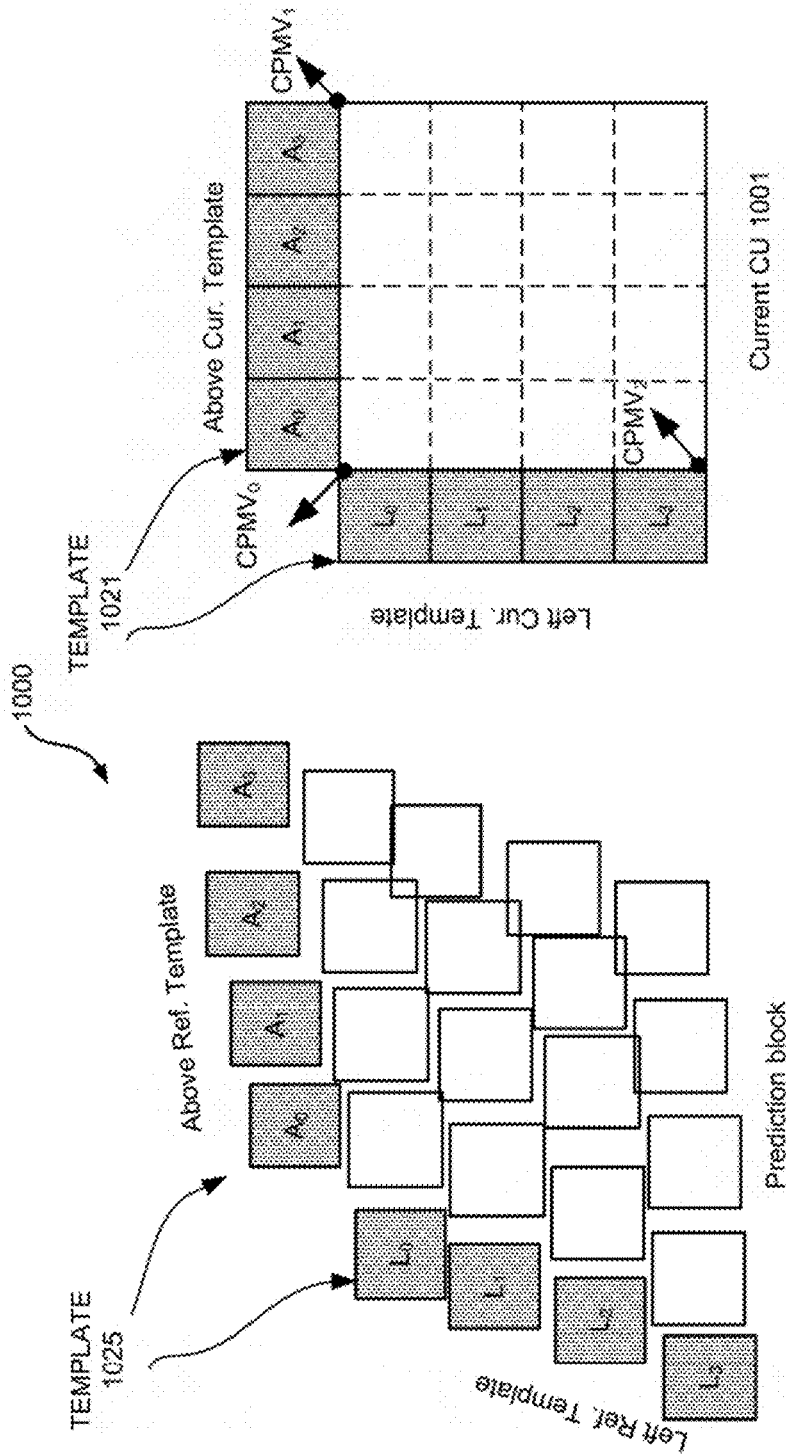 1000
TEMPLATE
1025
Above Ref. Template
A₀
A₁
A₂
A₃
L₀
L₁
L₂
L₃
Left Ref. Template
Prediction block
TEMPLATE
1021
Above Cur. Template
A₀
A₁
A₂
A₃
CPMV₀
CPMV₁
L₀
L₁
L₂
L₃
CPMV₂
Left Cur. Template
Current CU 1001